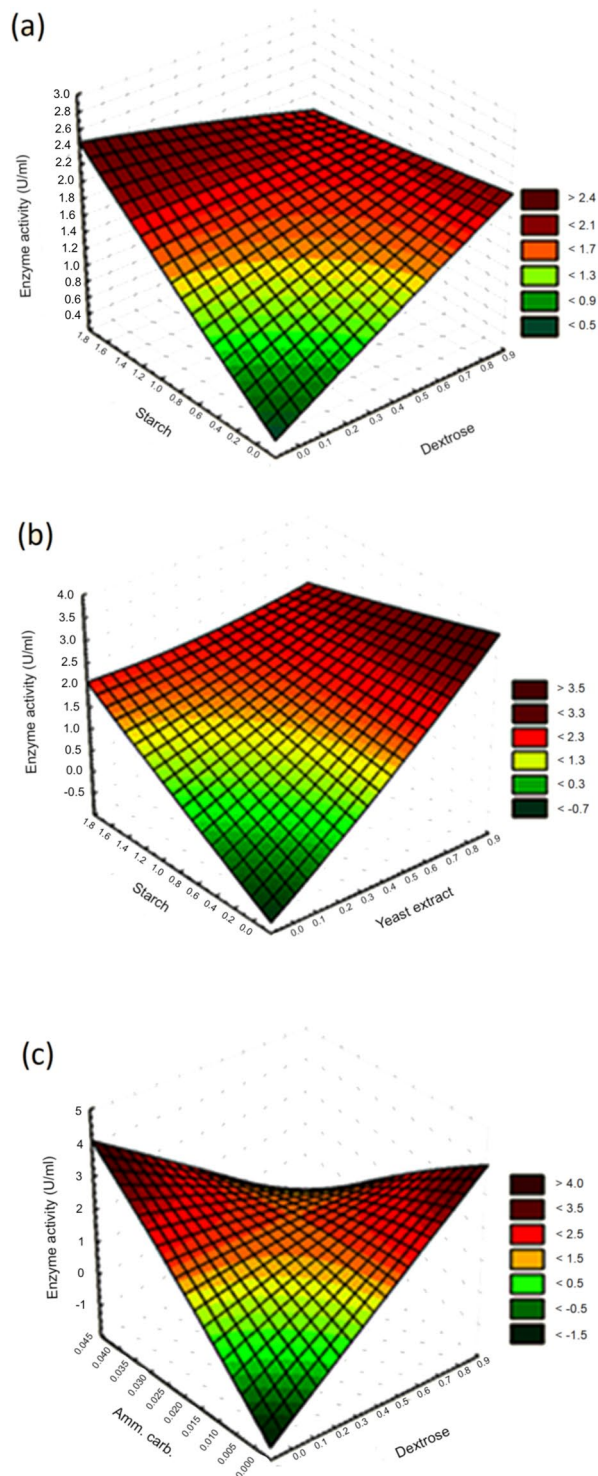 (a)
3.0
2.8
2.6
2.4
2.2
2.0
1.8
1.6
1.4
1.2
1.0
0.8
0.6
0.4
Enzyme activity (U/ml)
1.8 1.6 1.4 1.2 1.0 0.8 0.6 0.4 0.2 0.0
Starch
0.0 0.1 0.2 0.3 0.4 0.5 0.6 0.7 0.8 0.9
Dextrose
> 2.4
< 2.1
< 1.7
< 1.3
< 0.9
< 0.5
(b)
4.0
3.5
3.0
2.5
2.0
1.5
1.0
0.5
0.0
-0.5
Enzyme activity (U/ml)
1.8 1.6 1.4 1.2 1.0 0.8 0.6 0.4 0.2 0.0
Starch
0.0 0.1 0.2 0.3 0.4 0.5 0.6 0.7 0.8 0.9
Yeast extract
> 3.5
< 3.3
< 2.3
< 1.3
< 0.3
< -0.7
(c)
5
4
3
2
1
0
-1
Enzyme activity (U/ml)
0.045 0.040 0.035 0.030 0.025 0.020 0.015 0.010 0.005 0.000
Amm. carb.
0.0 0.1 0.2 0.3 0.4 0.5 0.6 0.7 0.8 0.9
Dextrose
> 4.0
< 3.5
< 2.5
< 1.5
< 0.5
< -0.5
< -1.5